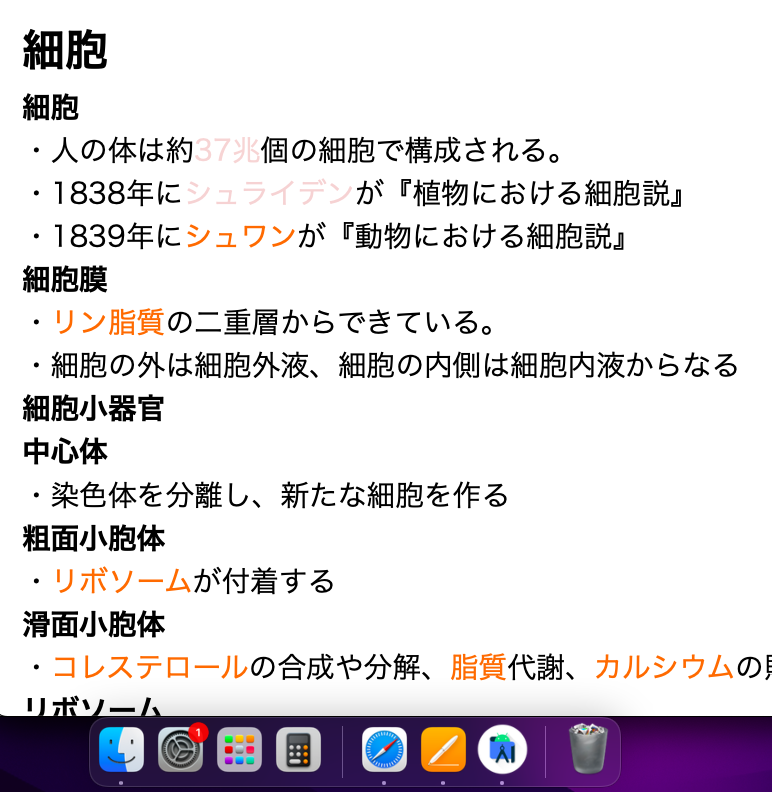 細胞
細胞
・人の体は約37兆個の細胞で構成される。
・1838年にシュライデンが『植物における細胞説』
・1839年にシュワンが『動物における細胞説』
細胞膜
・リン脂質の二重層からできている。
・細胞の外は細胞外液、細胞の内側は細胞内液からなる
細胞小器官
中心体
・染色体を分離し、新たな細胞を作る
粗面小胞体
・リボソームが付着する
滑面小胞体
・コレステロールの合成や分解、脂質代謝、カルシウムの
リボソーム
1